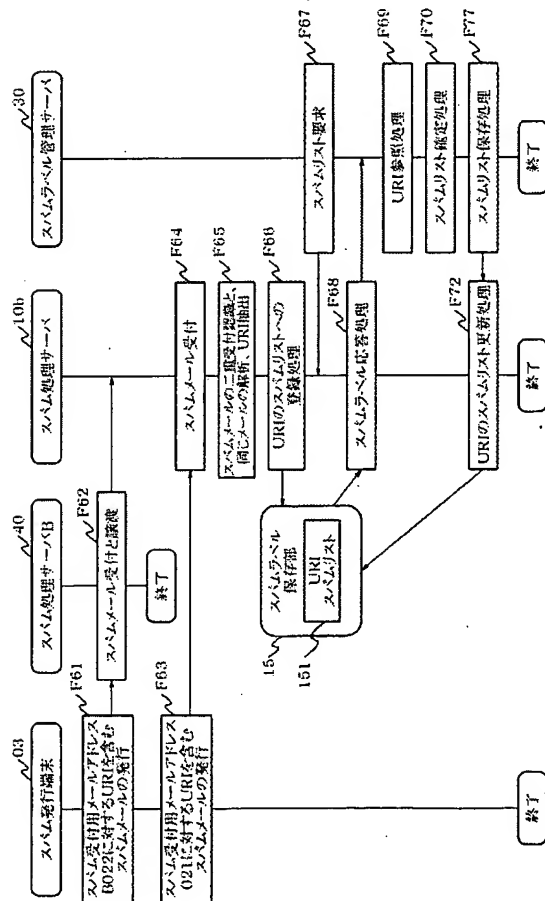 スパム発行端末
03
スパム受付用メールアドレス
B022に対するURIを含む
スパムメールの発行
F61
スパム受付用メールアドレス
021に対するURIを含む
スパムメールの発行
F63
終了
スパム処理サーバB
40
スパムメール受付と譲渡
F62
終了
スパムラベル
保存部
URI
スパムリスト
15
151
スパム処理サーバ
10b
スパムメール受付
F64
スパムメールの二重受付認識と、
同じメールの解析、URI抽出
F65
URIのスパムリストへの
登録処理
F66
スパムラベル応答処理
F68
URIのスパムリスト更新処理
F72
終了
スパムラベル管理サーバ
30
スパムリスト要求
F67
URI参照処理
F69
スパムリスト確定処理
F70
スパムリスト保存処理
F77
終了